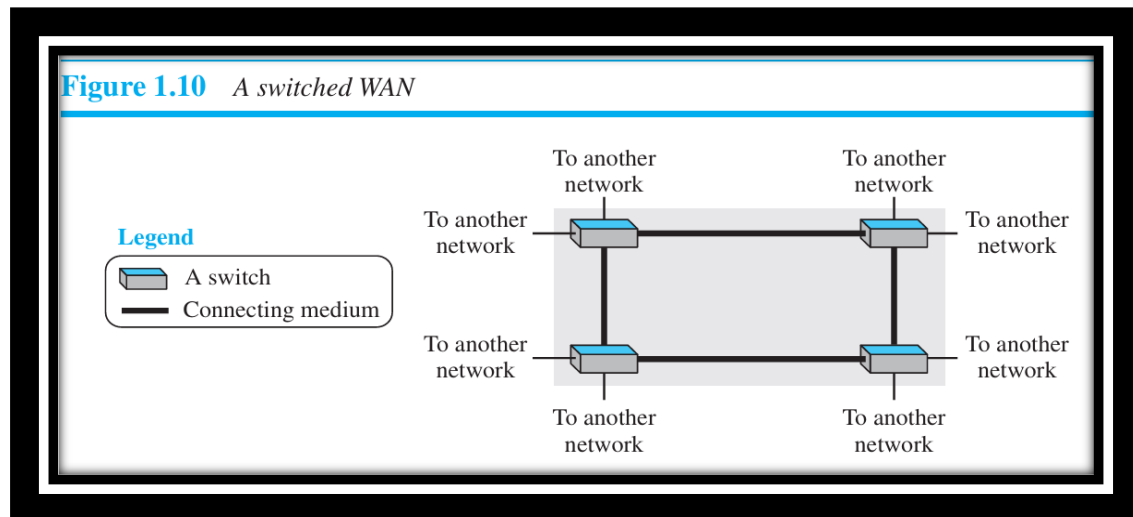 Figure 1.10 A switched WAN
To another
network
To another
network
To another
network
To another
network
Legend
A switch
Connecting medium
To another
network
To another
network
To another
network
To another
network